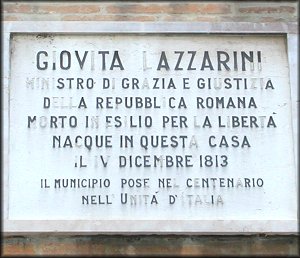 GIOVITA LAZZARINI
MINISTRO DI GRAZIA E GIUSTIZIA
DELLA REPUBBLICA ROMANA
MORTO IN ESILIO PER LA LIBERTÀ
NACQUE IN QUESTA CASA
IL IV DICEMBRE 1813
IL MUNICIPIO POSE NEL CENTENARIO
NELL'UNITÀ D'ITALIA